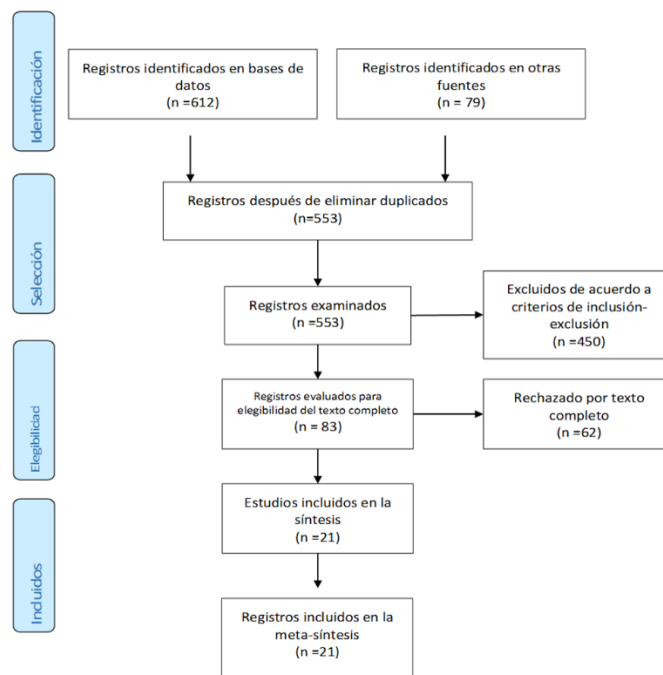 Identificación
Registros identificados en bases de
datos
(n =612)
Registros identificados en otras
fuentes
(n = 79)
Selección
Registros después de eliminar duplicados
(n=553)
Registros examinados
(n =553)
Excluidos de acuerdo a
criterios de inclusión-
exclusión
(n =450)
Elegibilidad
Registros evaluados para
elegibilidad del texto completo
(n = 83)
Rechazado por texto
completo
(n =62)
Incluidos
Estudios incluidos en la
síntesis
(n =21)
Registros incluidos en la
meta-síntesis
(n =21)